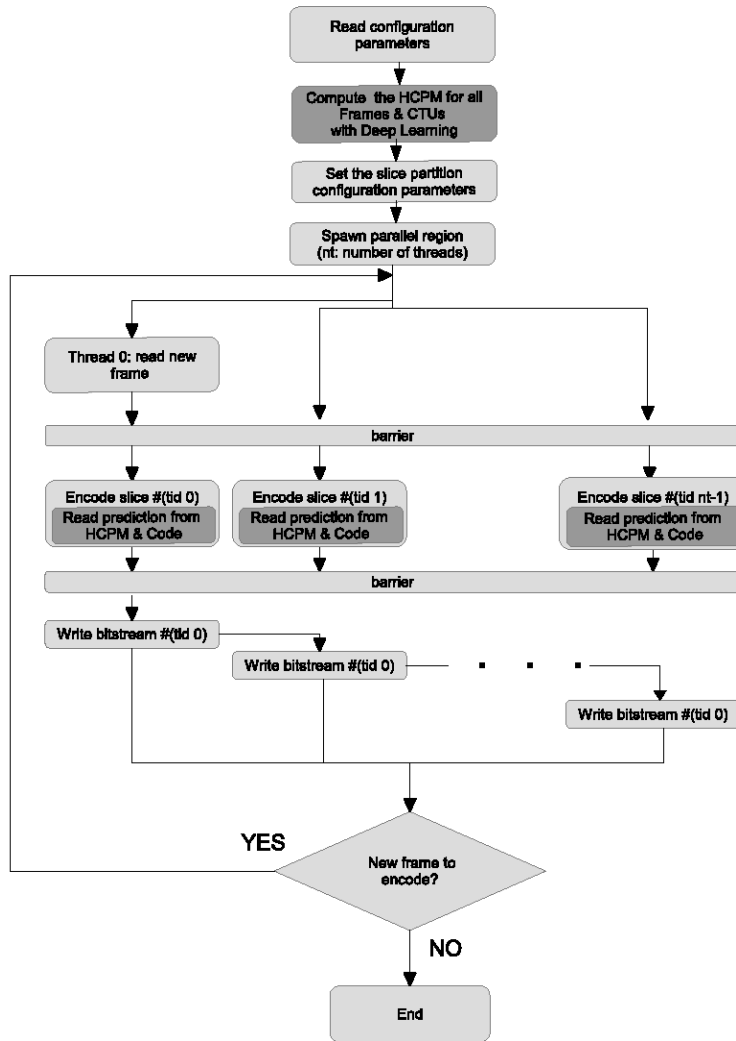 Read configuration
parameters
Compute the HCPM for all
Frames & CTUs
with Deep Learning
Set the slice partition
configuration parameters
Spawn parallel region
(nt: number of threads)
Thread 0: read new
frame
barrier
Encode slice #(tid 0)
Read prediction from
HCPM & Code
Encode slice #(tid 1)
Read prediction from
HCPM & Code
Encode slice #(tid nt-1)
Read prediction from
HCPM & Code
barrier
Write bitstream #(tid 0)
Write bitstream #(tid 0)
. . .
Write bitstream #(tid 0)
YES
New frame to
encode?
NO
End